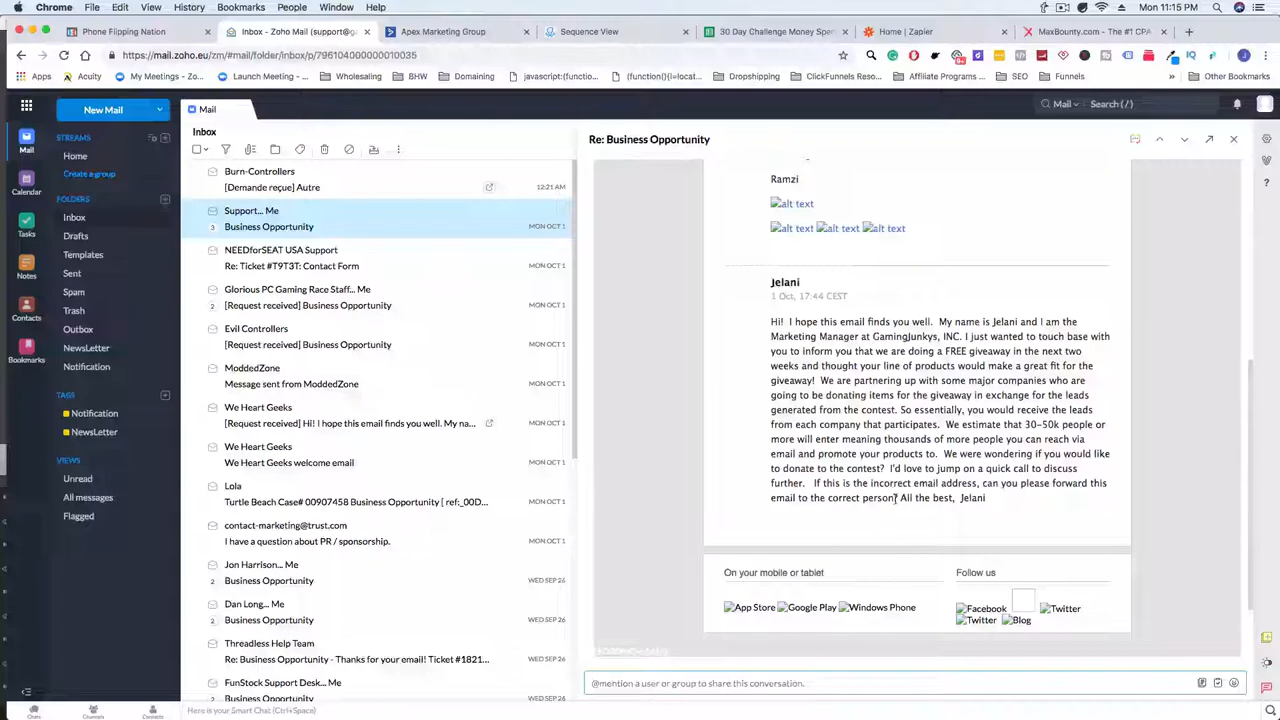 Chrome File Edit View History Bookmarks People Window Help Mon 11:15 PM
Phone Flipping Nation Inbox - Zoho Mail (support@ga Apex Marketing Group Sequence View 30 Day Challenge Money Spen Home | Zapier MaxBounty.com - The #1 CPA
https://mail.zoho.eu/zm/#mail/folder/inbox/p/796104000000010035
Apps Acuity My Meetings - Zo... Launch Meeting -... Wholesaling BHW Domaining javascript:(functio... (function(){i=locat... Dropshipping ClickFunnels Reso... Affiliate Programs... SEO Funnels Other Bookmarks
New Mail Mail Mail Search ( / )
Mail
Calendar
Tasks
Notes
Contacts
Bookmarks
STREAMS
Home
Create a group
FOLDERS
Inbox
Drafts
Templates
Sent
Spam
Trash
Outbox
NewsLetter
Notification
TAGS
Notification
NewsLetter
VIEWS
Unread
All messages
Flagged
Inbox
Burn-Controllers
[Demande reçue] Autre 12:21 AM
Support... Me
3 Business Opportunity MON OCT 1
NEEDforSEAT USA Support
Re: Ticket #T9T3T: Contact Form MON OCT 1
Glorious PC Gaming Race Staff... Me
2 [Request received] Business Opportunity MON OCT 1
Evil Controllers
[Request received] Business Opportunity MON OCT 1
ModdedZone
Message sent from ModdedZone MON OCT 1
We Heart Geeks
[Request received] Hi! I hope this email finds you well. My na... MON OCT 1
We Heart Geeks
We Heart Geeks welcome email MON OCT 1
Lola
Turtle Beach Case# 00907458 Business Opportunity [ ref:_00D... MON OCT 1
contact-marketing@trust.com
I have a question about PR / sponsorship. MON OCT 1
Jon Harrison... Me
2 Business Opportunity WED SEP 26
Dan Long... Me
2 Business Opportunity WED SEP 26
Threadless Help Team
Re: Business Opportunity - Thanks for your email! Ticket #1821... WED SEP 26
FunStock Support Desk... Me
Business Opportunity WED SEP 26
Re: Business Opportunity
Ramzi
alt text
alt text alt text alt text
Jelani
1 Oct, 17:44 CEST
Hi! I hope this email finds you well. My name is Jelani and I am the
Marketing Manager at GamingJunkys, INC. I just wanted to touch base with
you to inform you that we are doing a FREE giveaway in the next two
weeks and thought your line of products would make a great fit for the
giveaway! We are partnering up with some major companies who are
going to be donating items for the giveaway in exchange for the leads
generated from the contest. So essentially, you would receive the leads
from each company that participates. We estimate that 30-50k people or
more will enter meaning thousands of more people you can reach via
email and promote your products to. We were wondering if you would like
to donate to the contest? I'd love to jump on a quick call to discuss
further. If this is the incorrect email address, can you please forward this
email to the correct person? All the best, Jelani
On your mobile or tablet Follow us
App Store Google Play Windows Phone Facebook Twitter
Twitter Blog
@mention a user or group to share this conversation.
Chats Channels Contacts Here is your Smart Chat (Ctrl+Space)